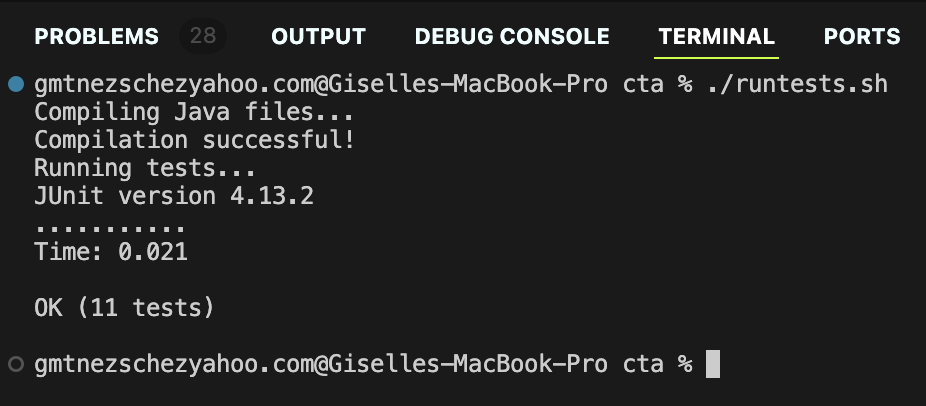 PROBLEMS 28 OUTPUT DEBUG CONSOLE TERMINAL PORTS
gmtnezschezyahoo.com@Giselles-MacBook-Pro cta % ./runtests.sh
Compiling Java files...
Compilation successful!
Running tests...
JUnit version 4.13.2
...........
Time: 0.021
OK (11 tests)
gmtnezschezyahoo.com@Giselles-MacBook-Pro cta %